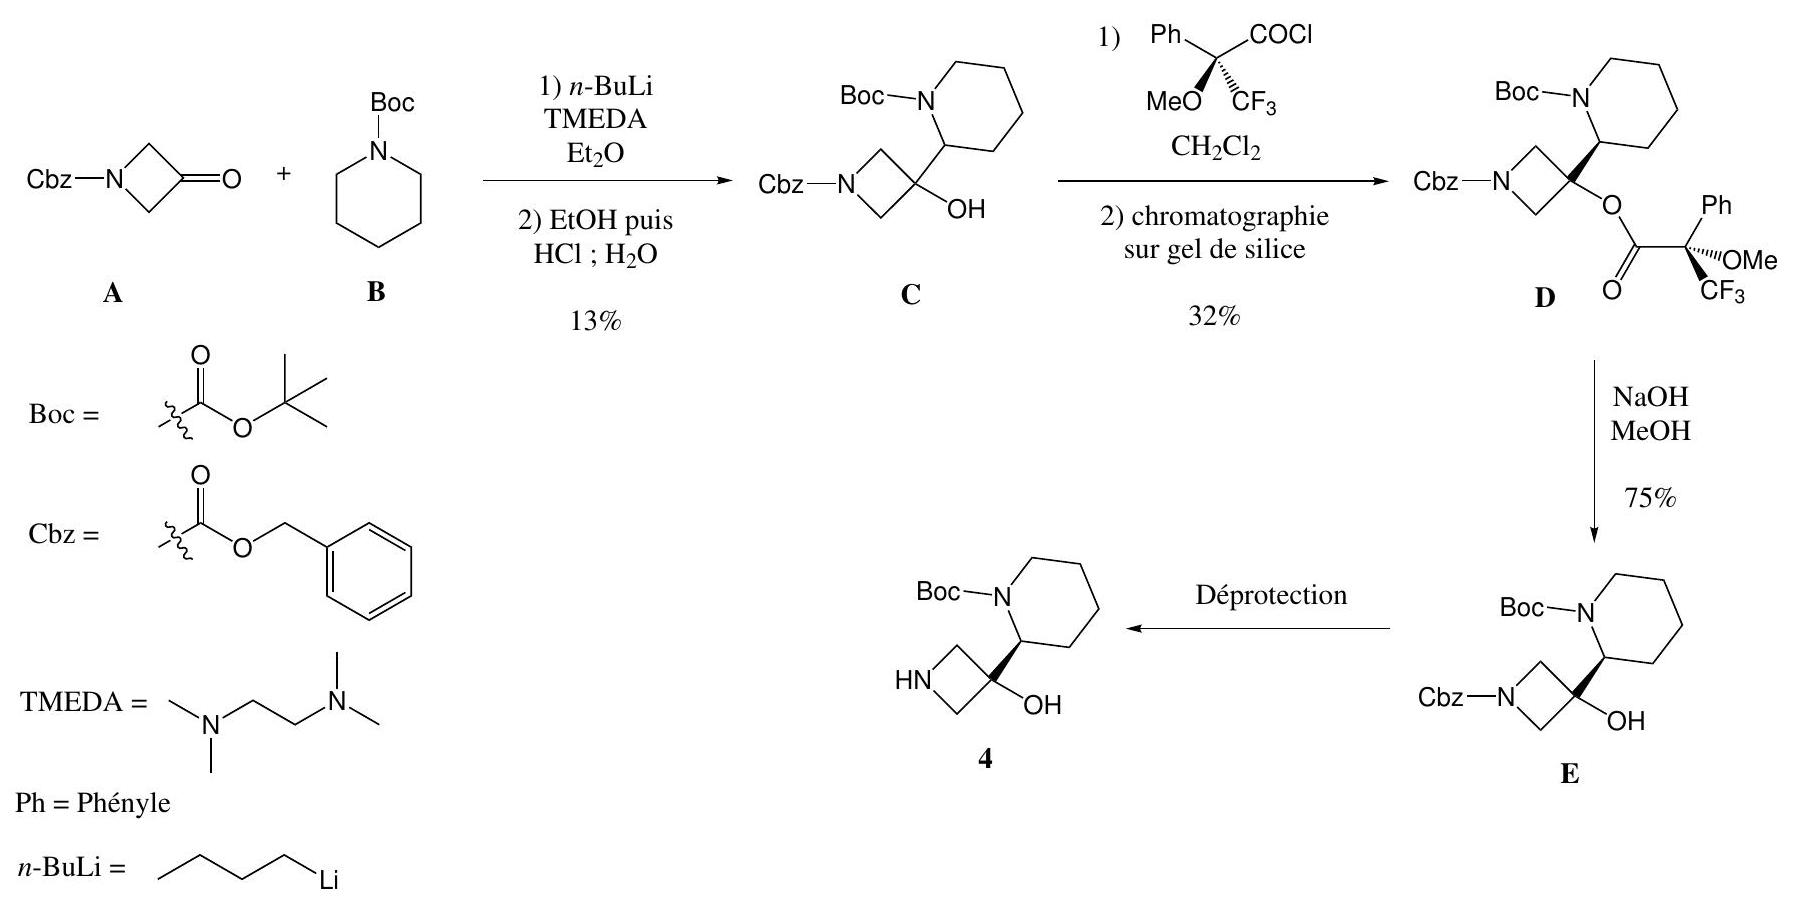 Cbz
N
O
+
Boc
N
A
B
1) n-BuLi
TMEDA
Et₂O
2) EtOH puis
HCl ; H₂O
13%
Boc
N
Cbz
N
OH
C
1)
Ph
COCl
MeO
CF₃
CH₂Cl₂
2) chromatographie
sur gel de silice
32%
Boc
N
Cbz
N
O
Ph
O
OMe
CF₃
D
NaOH
MeOH
75%
Boc
N
Cbz
N
OH
E
Déprotection
Boc
N
HN
OH
4
Boc =
O
O
Cbz =
O
O
TMEDA =
N
N
Ph = Phényle
n-BuLi =
Li